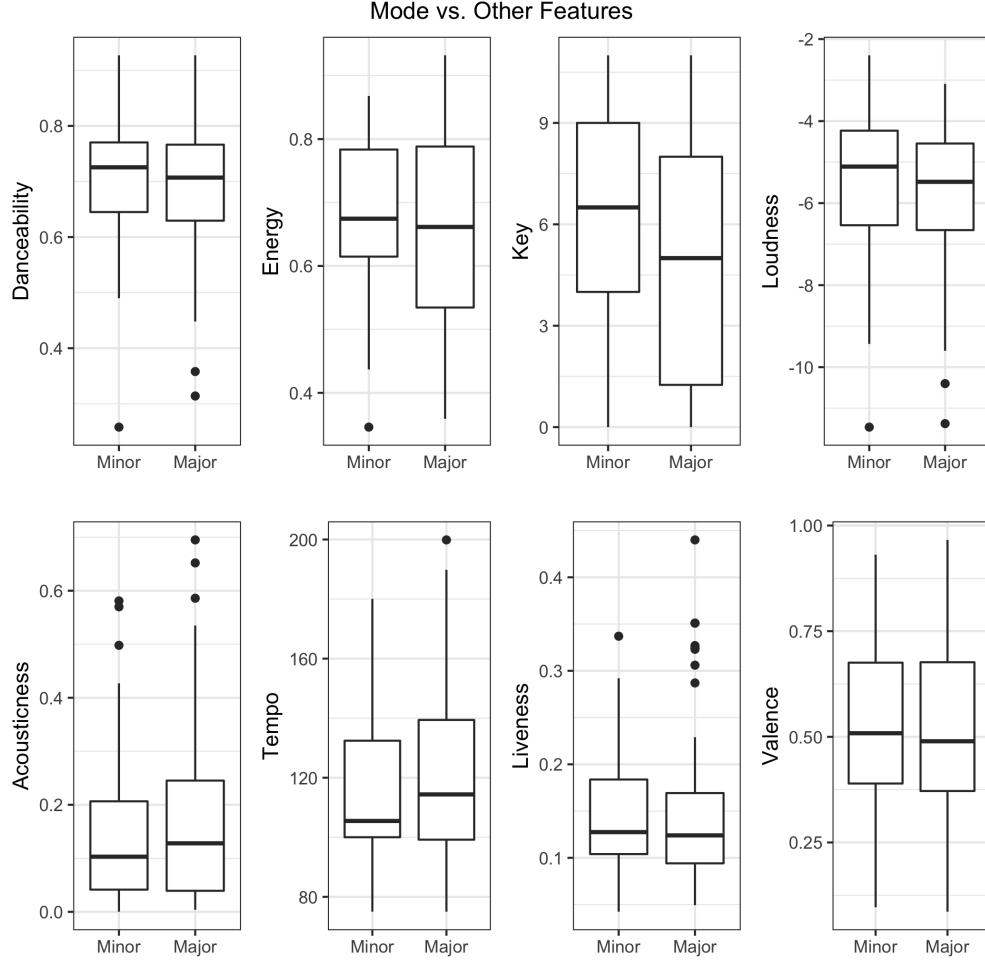 Mode vs. Other Features
Danceability
0.8
0.6
0.4
Minor Major
Energy
0.8
0.6
0.4
Minor Major
Key
9
6
3
0
Minor Major
Loudness
-2
-4
-6
-8
-10
Minor Major
Acousticness
0.6
0.4
0.2
0.0
Minor Major
Tempo
200
160
120
80
Minor Major
Liveness
0.4
0.3
0.2
0.1
Minor Major
Valence
1.00
0.75
0.50
0.25
Minor Major